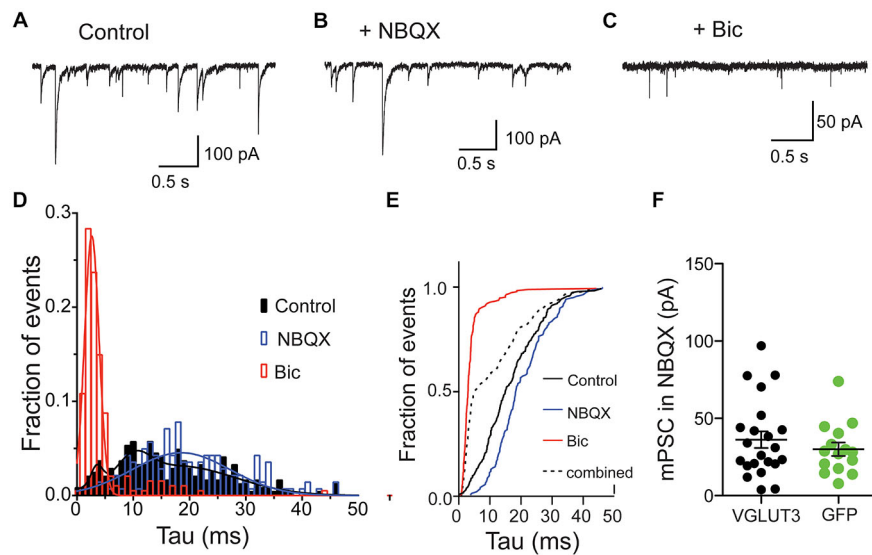 A
Control
100 pA
0.5 s
B
+ NBQX
100 pA
0.5 s
C
+ Bic
50 pA
0.5 s
D
Fraction of events
0.3
0.2
0.1
0.0
0 10 20 30 40 50
Tau (ms)
Control
NBQX
Bic
E
Fraction of events
1.0
0.5
0.0
0 10 20 30 40 50
Tau (ms)
Control
NBQX
Bic
combined
F
mPSC in NBQX (pA)
150
100
50
0
VGLUT3 GFP